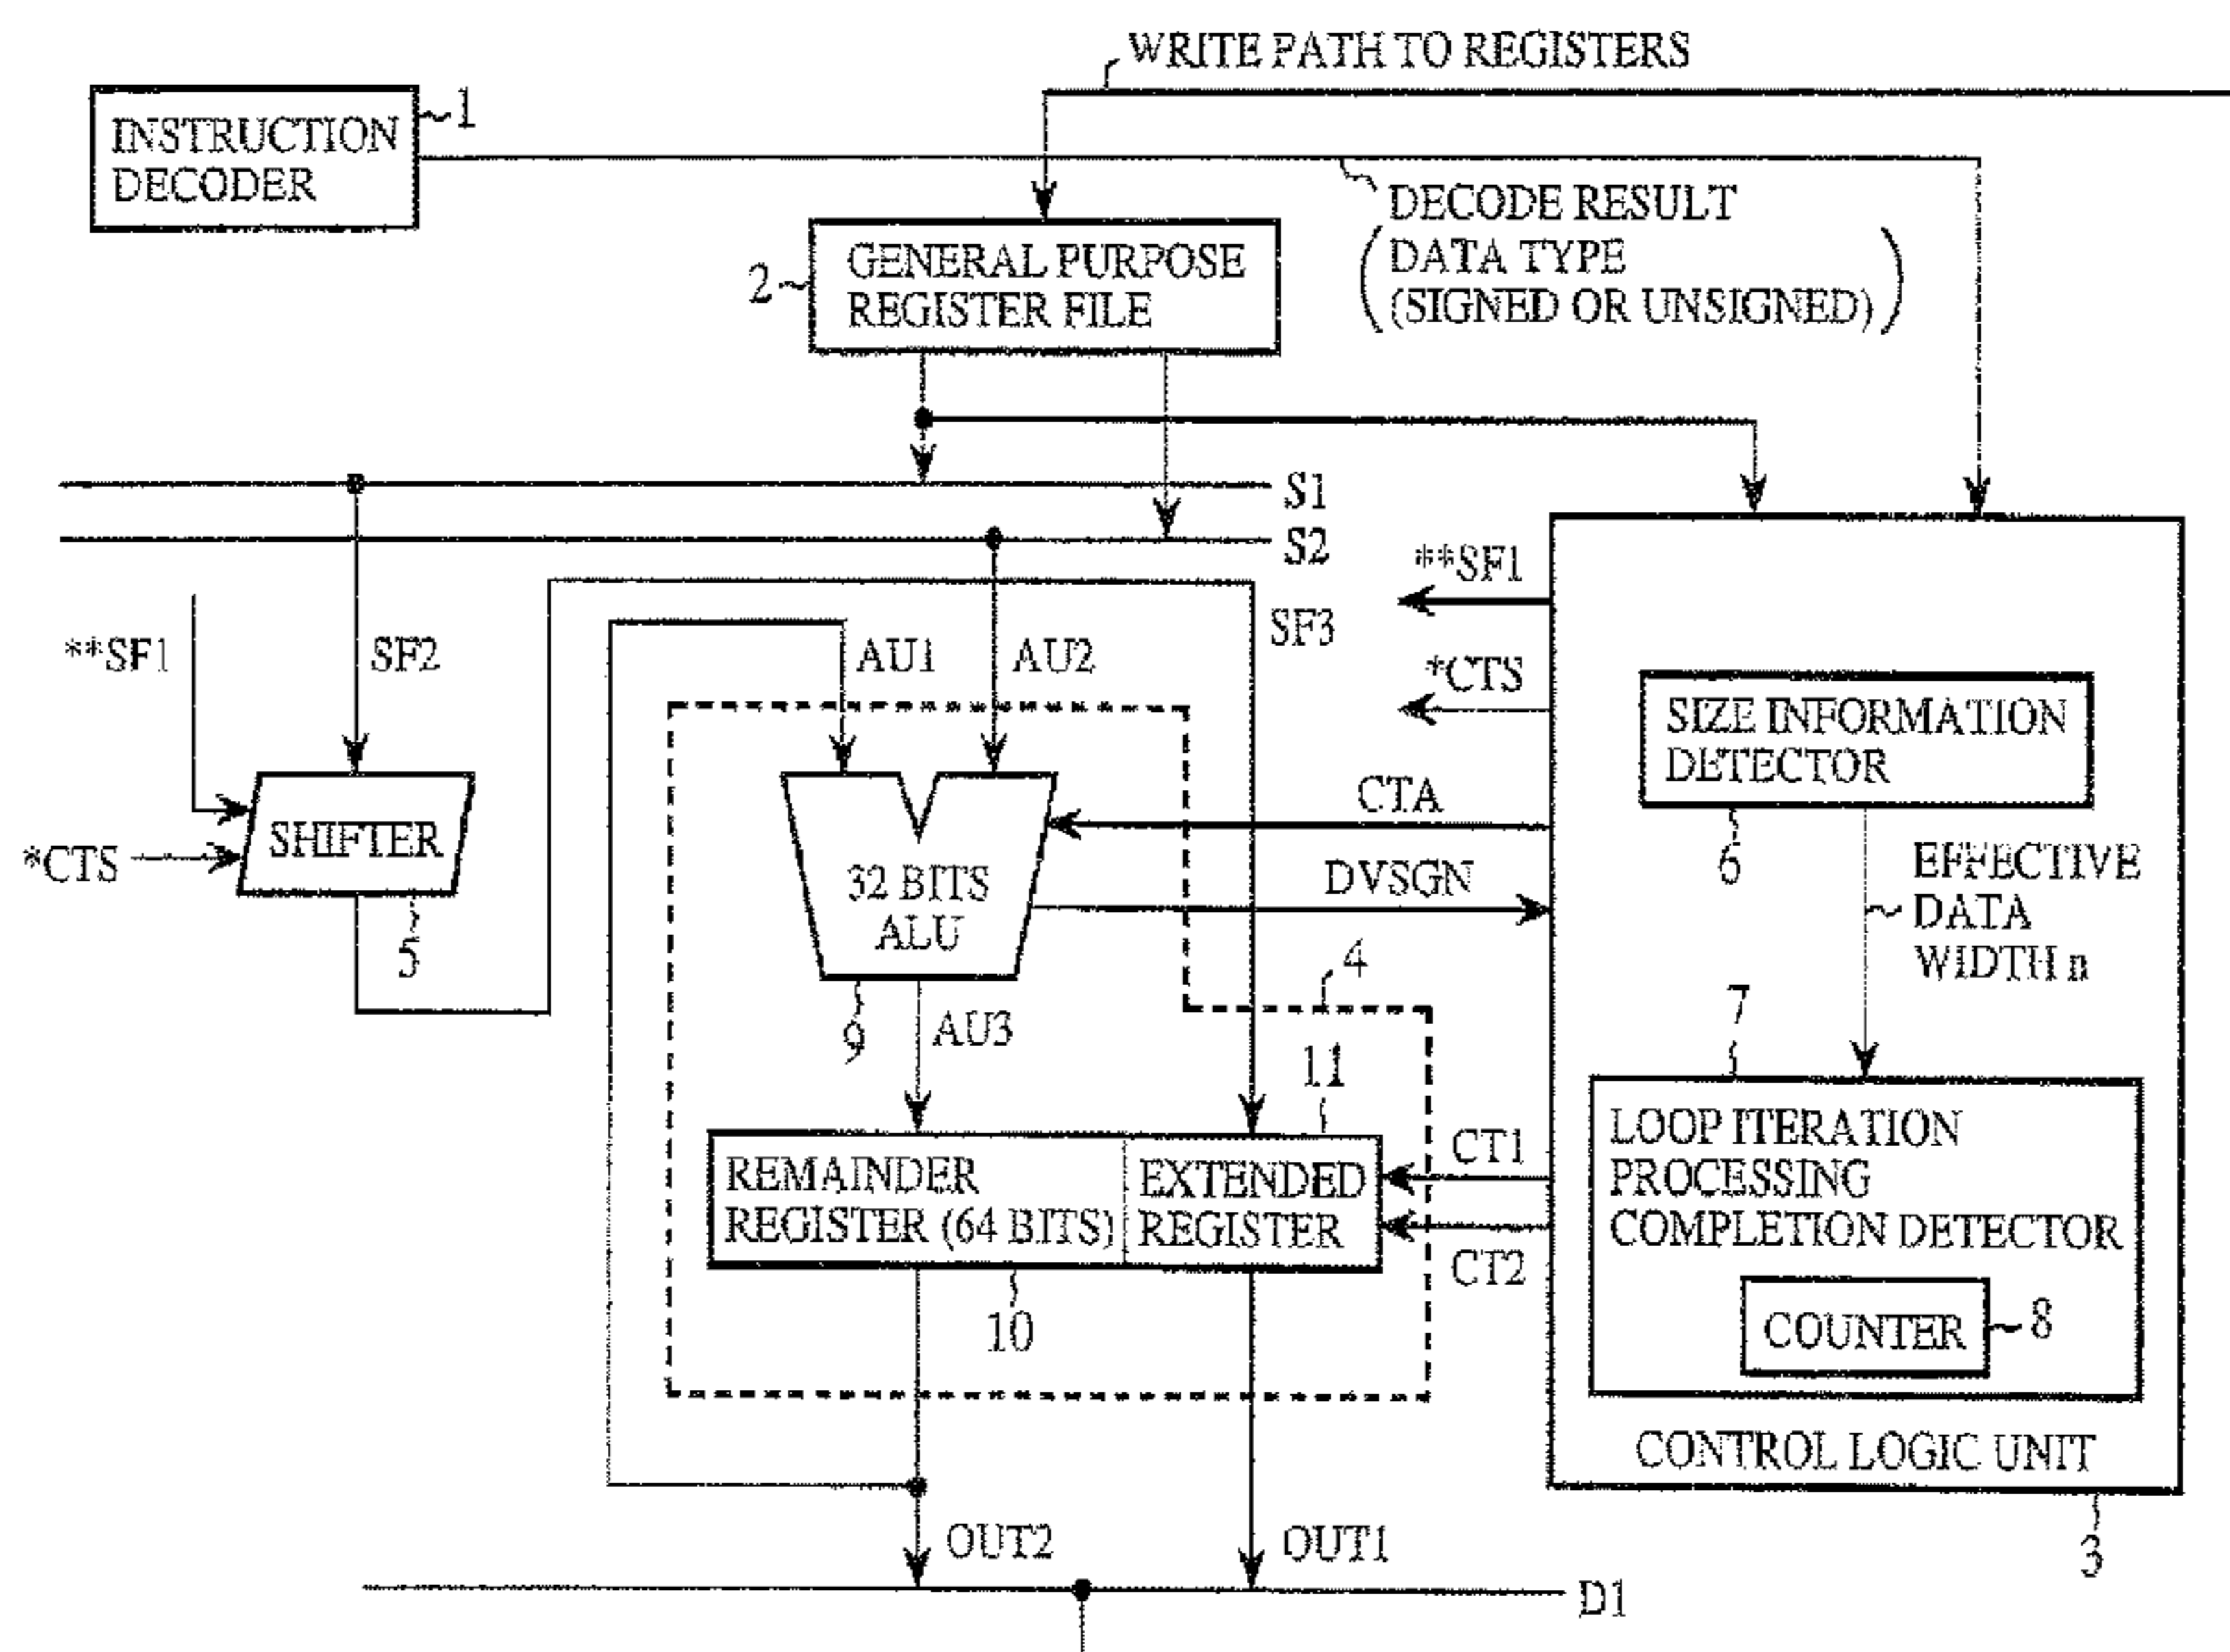 WRITE PATH TO REGISTERS
INSTRUCTION
DECODER
1
DECODE RESULT
DATA TYPE
(SIGNED OR UNSIGNED)
2
GENERAL PURPOSE
REGISTER FILE
S1
S2
**SF1
SF2
AU1
AU2
SF3
**SF1
*CTS
SIZE INFORMATION
DETECTOR
6
SHIFTER
*CTS
5
32 BITS
ALU
9
AU3
CTA
DVSGN
EFFECTIVE
DATA
WIDTH n
4
11
7
REMAINDER
REGISTER (64 BITS)
EXTENDED
REGISTER
10
CT1
CT2
LOOP ITERATION
PROCESSING
COMPLETION DETECTOR
COUNTER
8
CONTROL LOGIC UNIT
3
OUT2
OUT1
D1